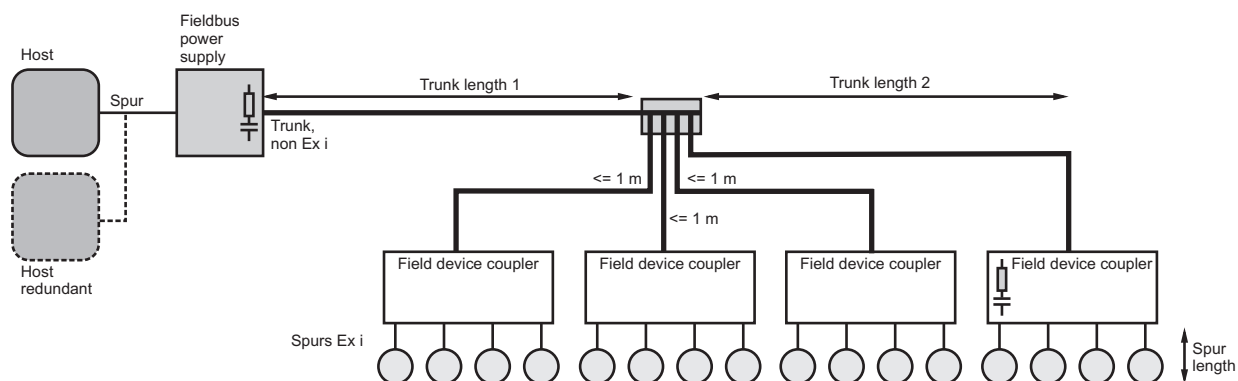 Host
Fieldbus
power
supply
Spur
Trunk length 1
Trunk length 2
Trunk,
non Ex i
<= 1 m
<= 1 m
<= 1 m
Host
redundant
Field device coupler
Field device coupler
Field device coupler
Field device coupler
Spurs Ex i
Spur
length